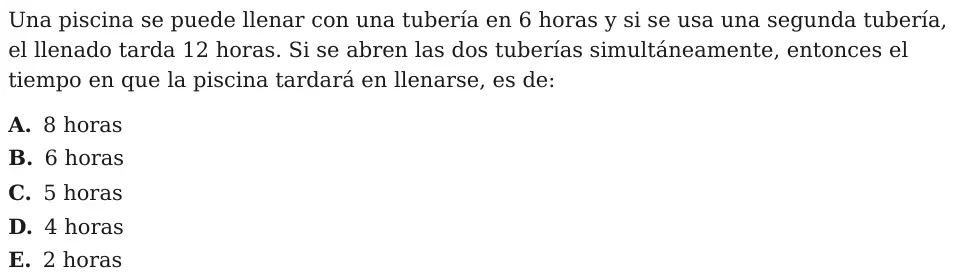 Una piscina se puede llenar con una tubería en 6 horas y si se usa una segunda tubería,
el llenado tarda 12 horas. Si se abren las dos tuberías simultáneamente, entonces el
tiempo en que la piscina tardará en llenarse, es de:
A. 8 horas
B. 6 horas
C. 5 horas
D. 4 horas
E. 2 horas